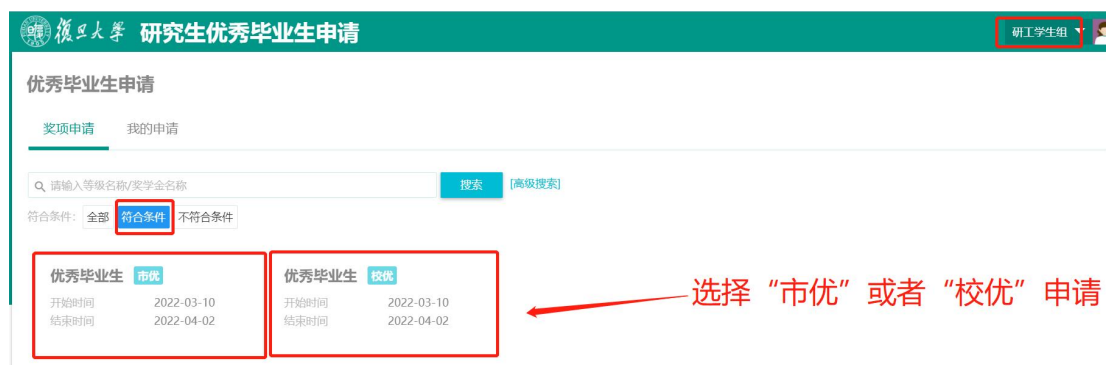 復旦大学 研究生优秀毕业生申请
研工学生组
优秀毕业生申请
奖项申请 我的申请
请输入等级名称/奖学金名称 搜索 [高级搜索]
符合条件: 全部 符合条件 不符合条件
优秀毕业生 市优 优秀毕业生 校优
开始时间 2022-03-10 开始时间 2022-03-10
结束时间 2022-04-02 结束时间 2022-04-02
选择“市优”或者“校优”申请